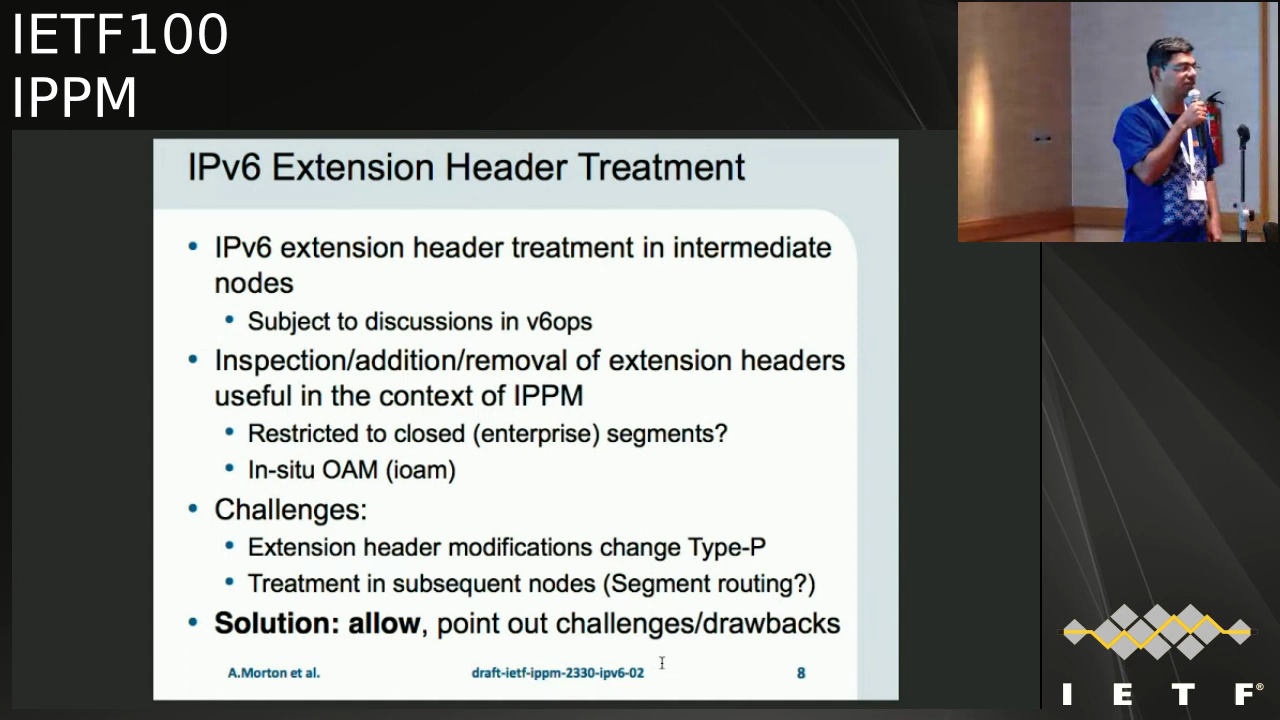 IETF100
IPPM
IPv6 Extension Header Treatment
• IPv6 extension header treatment in intermediate
nodes
• Subject to discussions in v6ops
• Inspection/addition/removal of extension headers
useful in the context of IPPM
• Restricted to closed (enterprise) segments?
• In-situ OAM (ioam)
• Challenges:
• Extension header modifications change Type-P
• Treatment in subsequent nodes (Segment routing?)
• Solution: allow, point out challenges/drawbacks
A.Morton et al.
draft-ietf-ippm-2330-ipv6-02
8
I E T F®